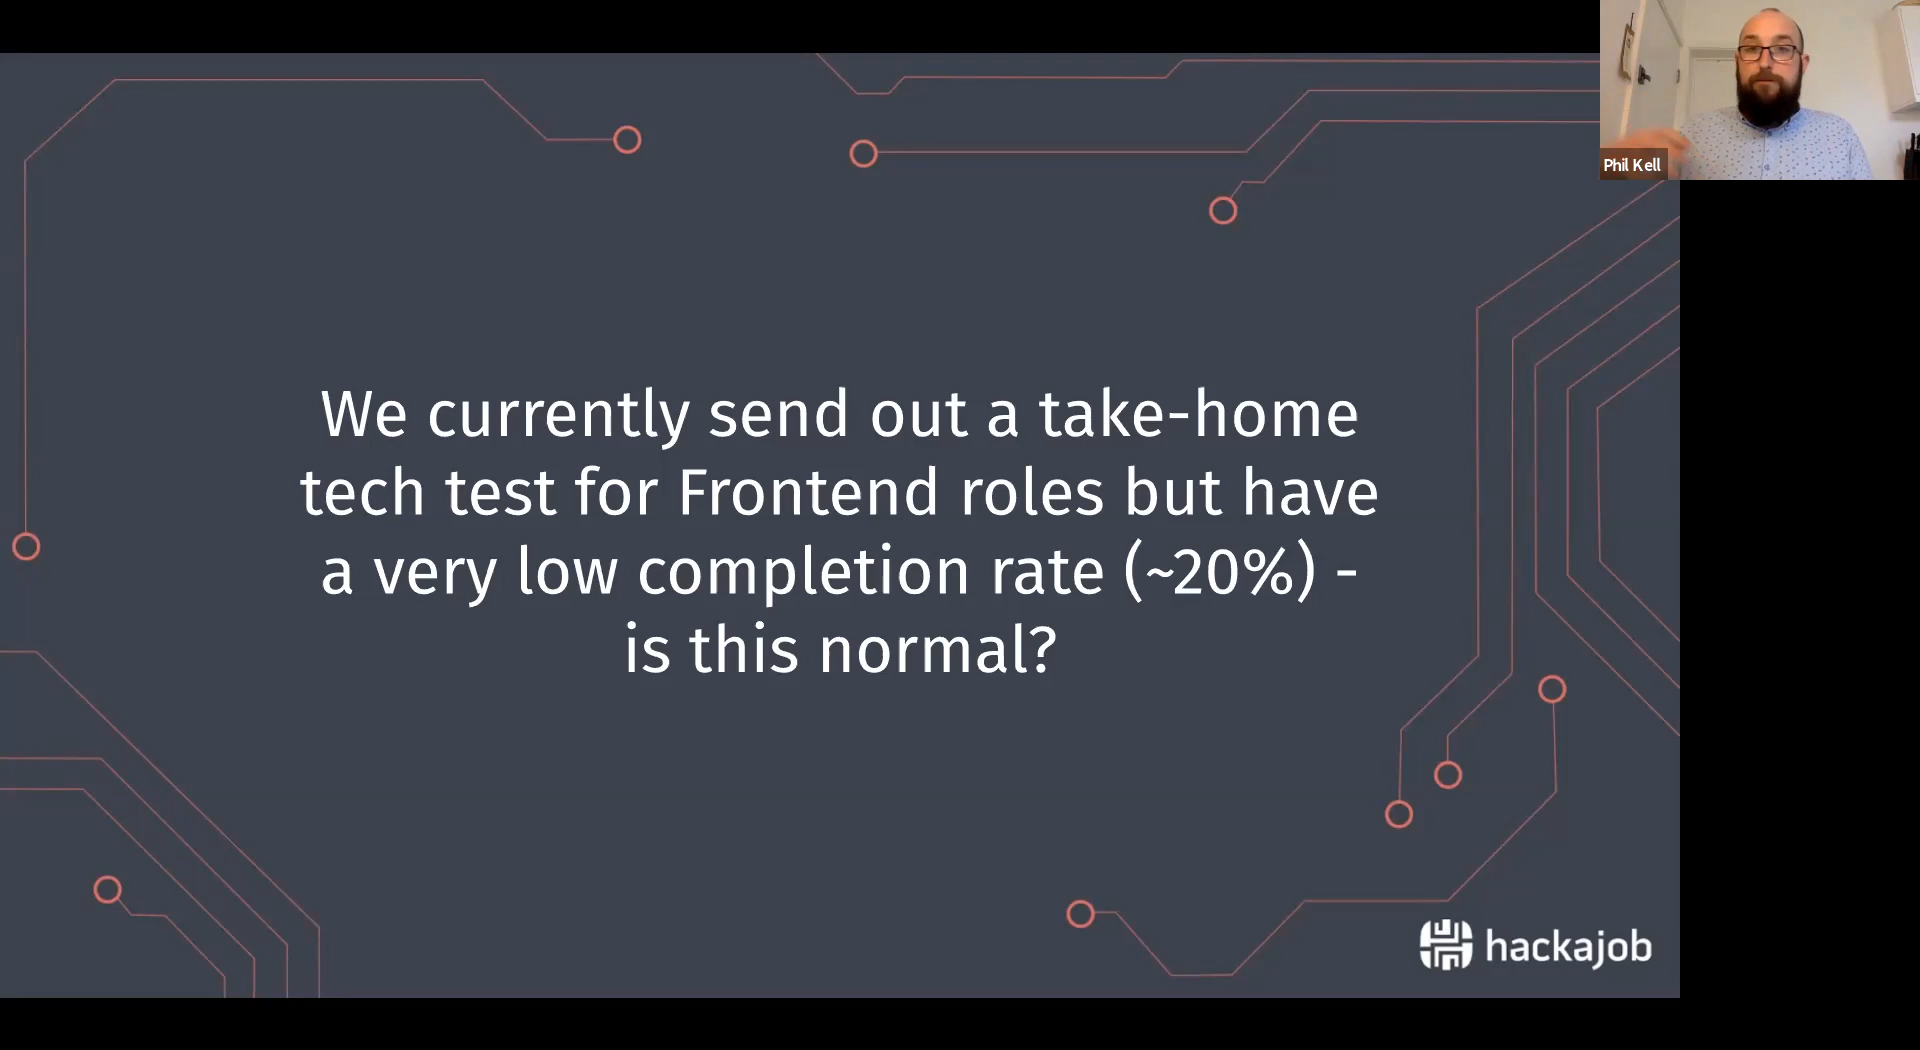 Phil Kell
We currently send out a take-home
tech test for Frontend roles but have
a very low completion rate (~20%) -
is this normal?
hackajob